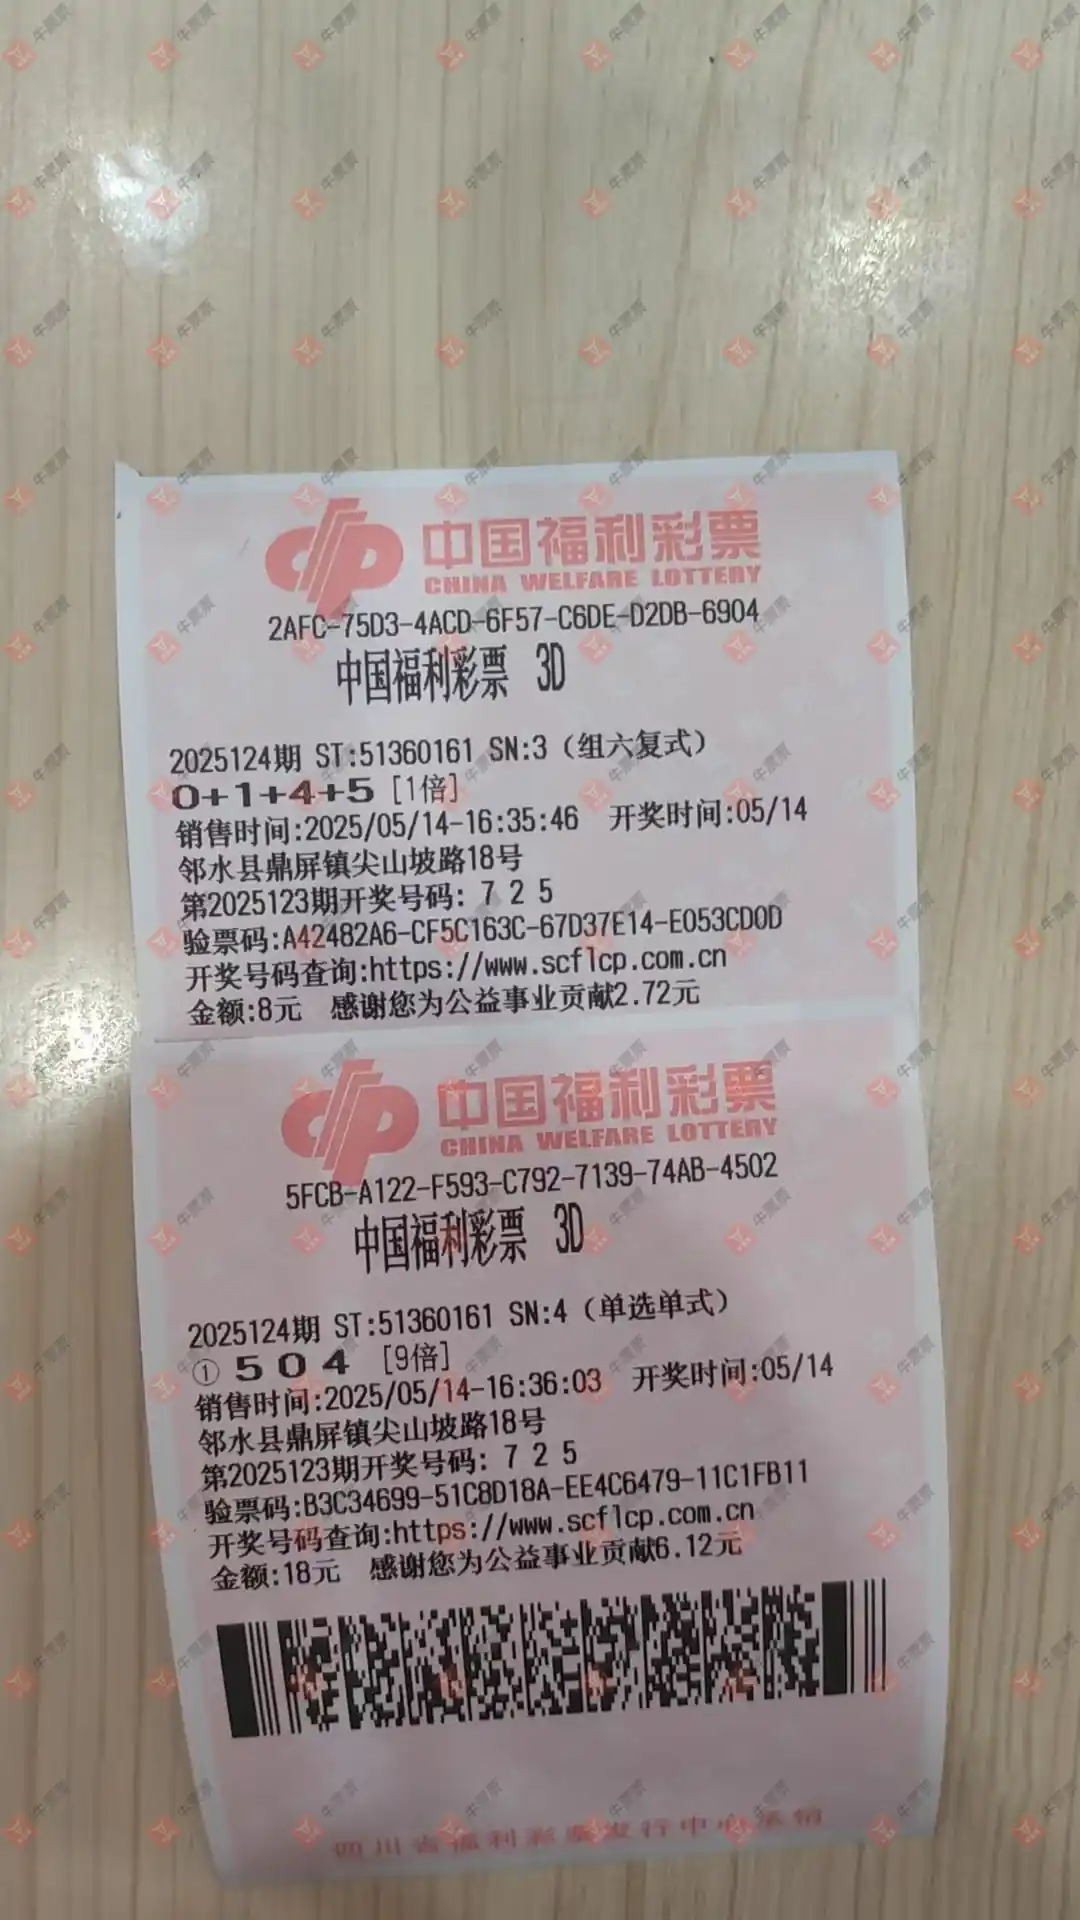 中国福利彩票
CHINA WELFARE LOTTERY
2AFC-75D3-4ACD-6F57-C6DE-D2DB-6904
中国福利彩票 3D
2025124期 ST:51360161 SN:3（组六复式）
0+1+4+5 [1倍]
销售时间:2025/05/14-16:35:46 开奖时间:05/14
邻水县鼎屏镇尖山坡路18号
第2025123期开奖号码: 7 2 5
验票码:A42482A6-CF5C163C-67D37E14-E053CD0D
开奖号码查询:https://www.scflcp.com.cn
金额:8元 感谢您为公益事业贡献2.72元
中国福利彩票
CHINA WELFARE LOTTERY
5FCB-A122-F593-C792-7139-74AB-4502
中国福利彩票 3D
2025124期 ST:51360161 SN:4（单选单式）
① 5 0 4 [9倍]
销售时间:2025/05/14-16:36:03 开奖时间:05/14
邻水县鼎屏镇尖山坡路18号
第2025123期开奖号码: 7 2 5
验票码:B3C34699-51C8D18A-EE4C6479-11C1FB11
开奖号码查询:https://www.scflcp.com.cn
金额:18元 感谢您为公益事业贡献6.12元
四川省福利彩票发行中心承销